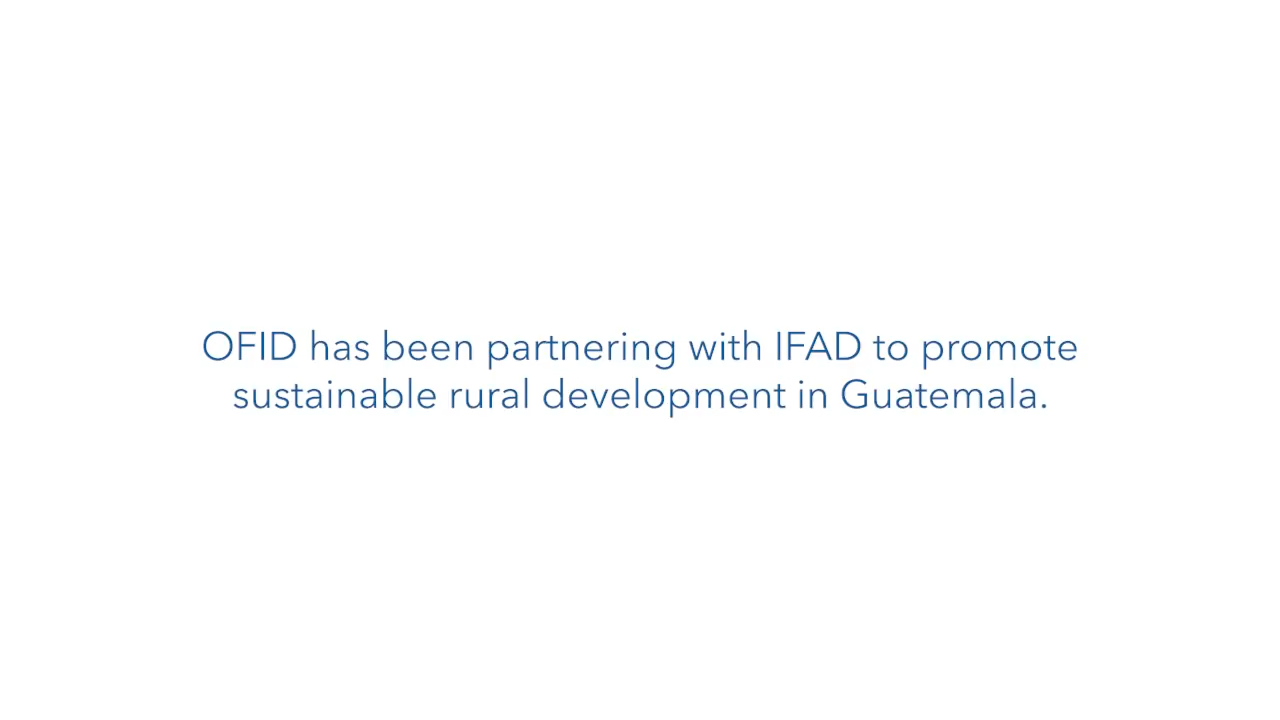 OFID has been partnering with IFAD to promote
sustainable rural development in Guatemala.